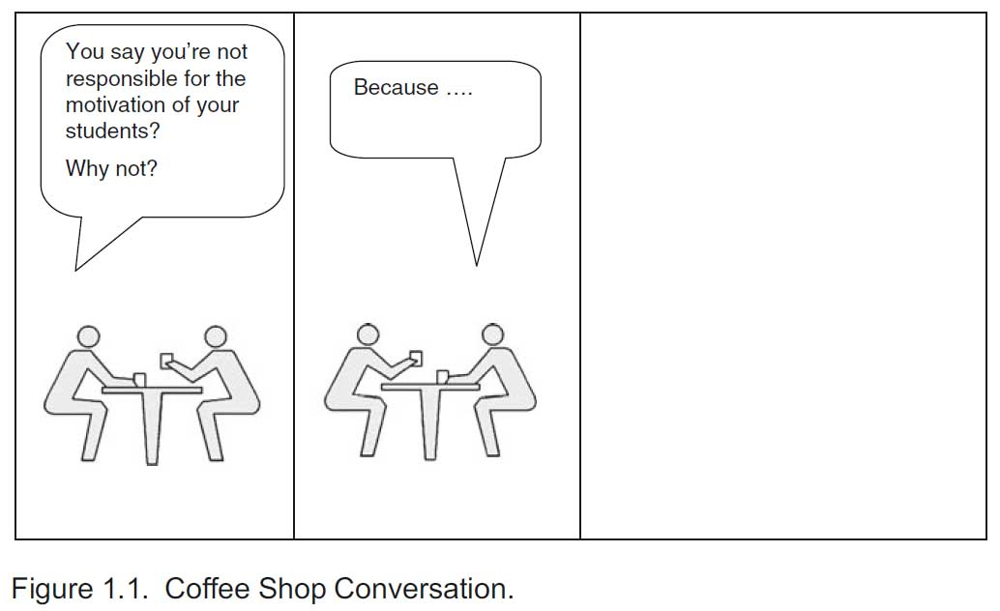 You say you’re not
responsible for the
motivation of your
students?
Why not?
Because ….
Figure 1.1.  Coffee Shop Conversation.